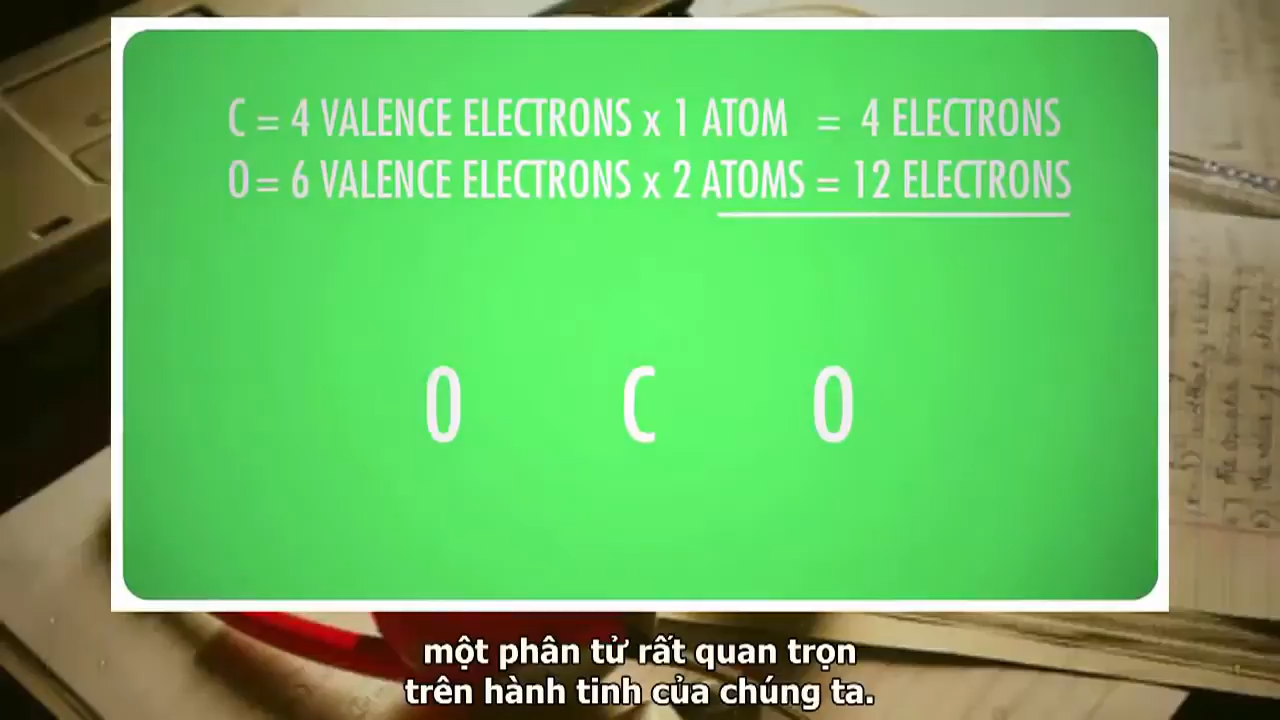 C = 4 VALENCE ELECTRONS x 1 ATOM = 4 ELECTRONS
O = 6 VALENCE ELECTRONS x 2 ATOMS = 12 ELECTRONS
O C O
một phân tử rất quan trọn
trên hành tinh của chúng ta.